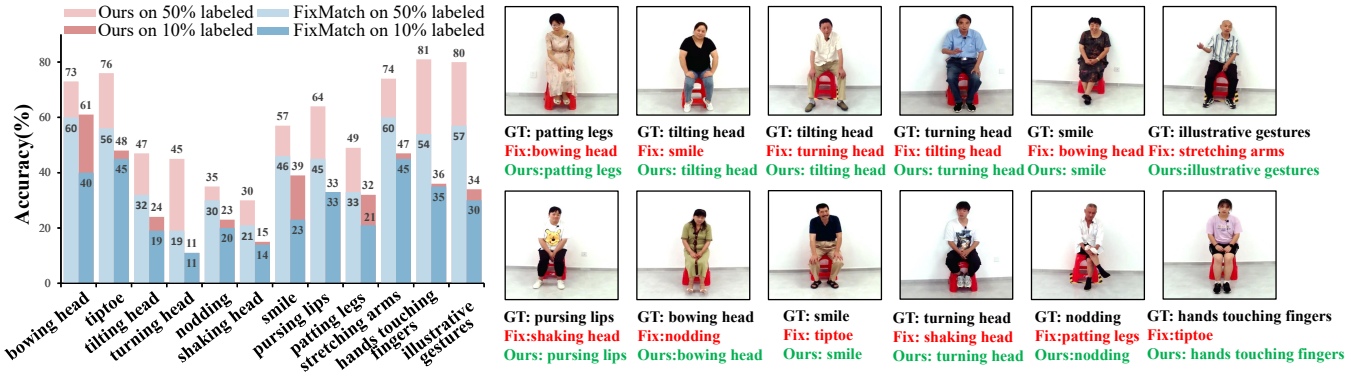 Ours on 50% labeled
FixMatch on 50% labeled
Ours on 10% labeled
FixMatch on 10% labeled
Accuracy(%)
80
60
40
20
0
73
61
60
40
76
56
48
45
47
32
24
19
45
19
11
11
35
30
23
20
30
21
15
14
57
46
39
23
64
45
33
49
33
32
21
74
60
47
45
81
54
36
35
80
57
34
30
bowing head
tiptoe
tilting head
turning head
nodding
shaking head
smile
pursing lips
patting legs
stretching arms
hands touching
fingers
illustrative
gestures
GT: patting legs
Fix:bowing head
Ours:patting legs
GT: tilting head
Fix: smile
Ours: tilting head
GT: tilting head
Fix: turning head
Ours: tilting head
GT: turning head
Fix: tilting head
Ours: turning head
GT: smile
Fix: bowing head
Ours: smile
GT: illustrative gestures
Fix: stretching arms
Ours:illustrative gestures
GT: pursing lips
Fix:shaking head
Ours: pursing lips
GT: bowing head
Fix:nodding
Ours:bowing head
GT: smile
Fix: tiptoe
Ours: smile
GT: turning head
Fix: shaking head
Ours: turning head
GT: nodding
Fix:patting legs
Ours:nodding
GT: hands touching fingers
Fix:tiptoe
Ours: hands touching fingers